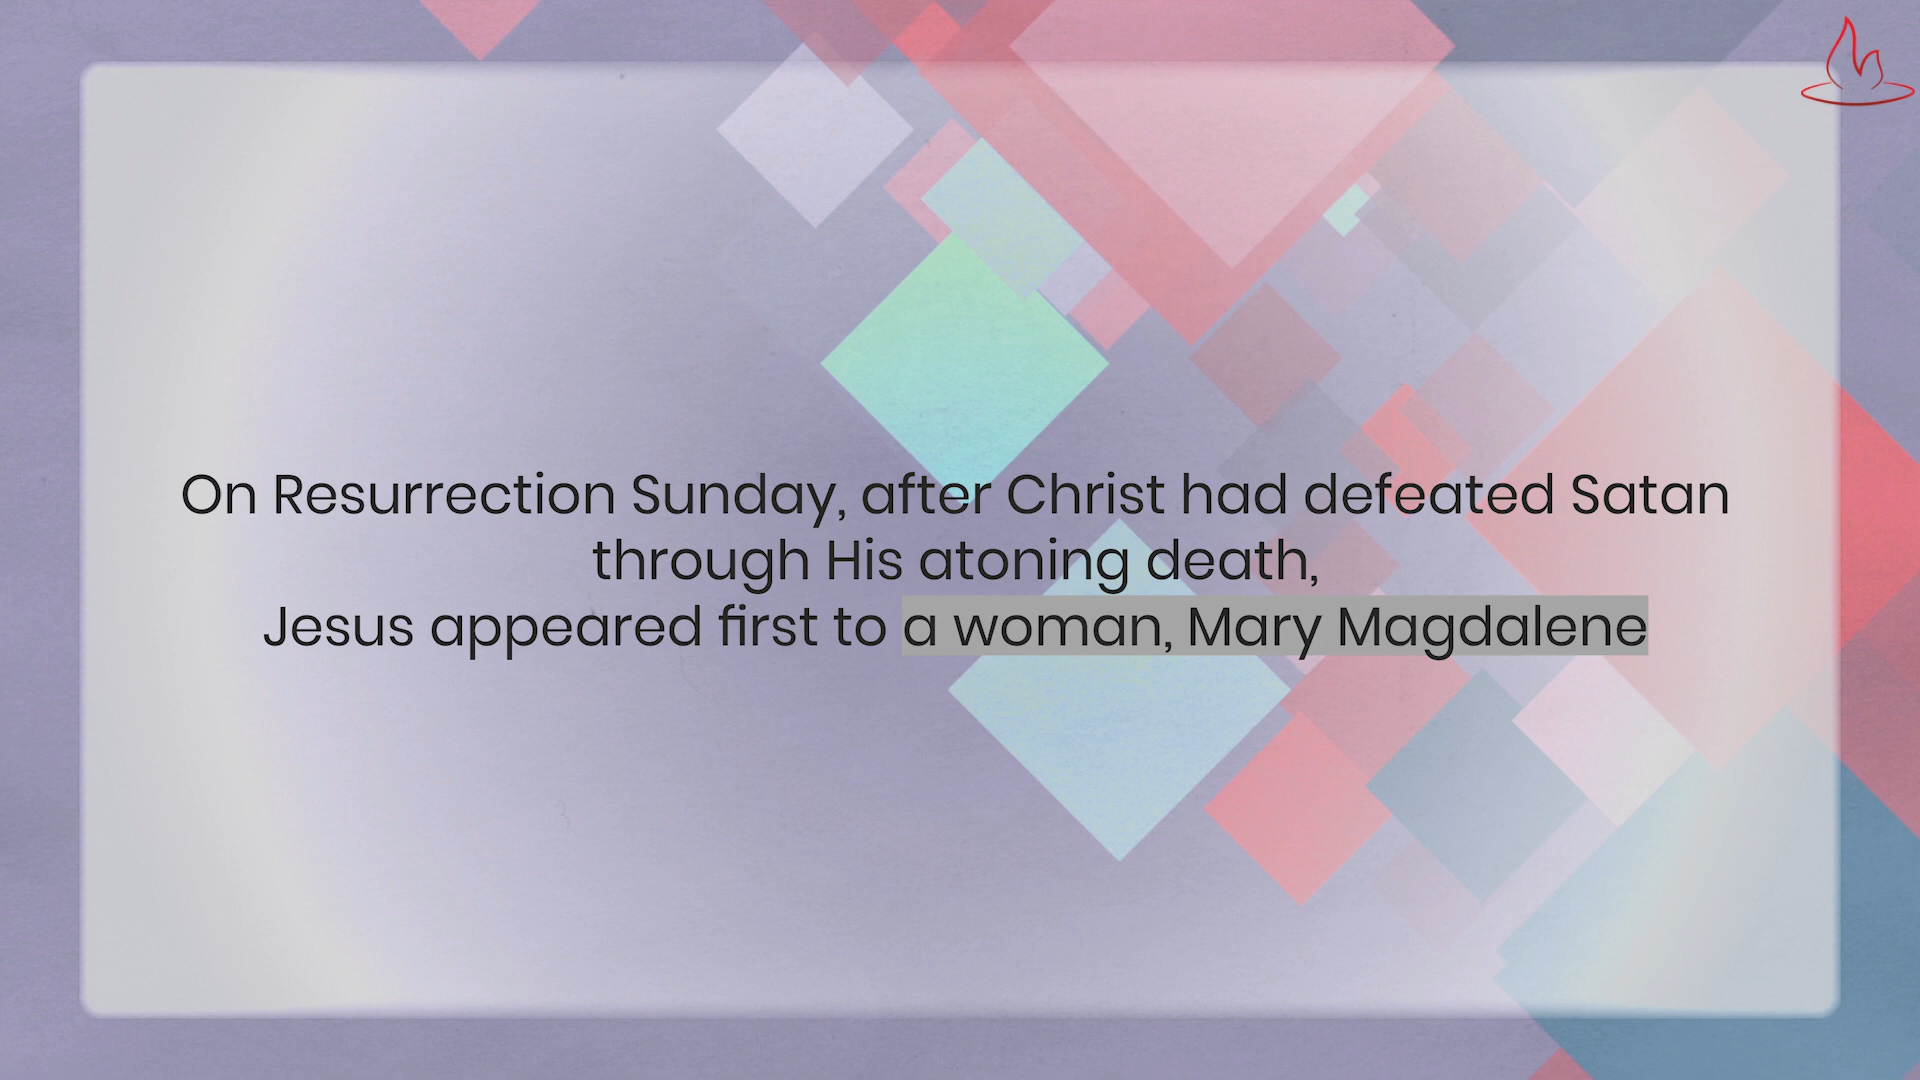 On Resurrection Sunday, after Christ had defeated Satan
through His atoning death,
Jesus appeared first to a woman, Mary Magdalene